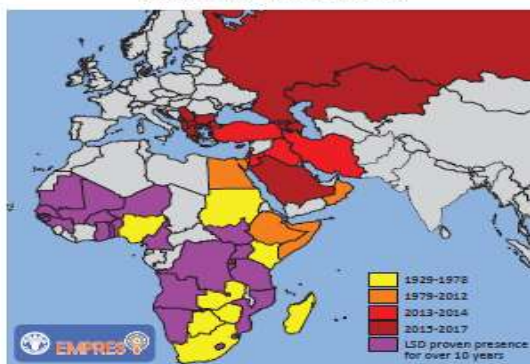 1929-1978
1979-2012
2013-2014
2015-2017
LSD proven presence
for over 10 years
EMPRES